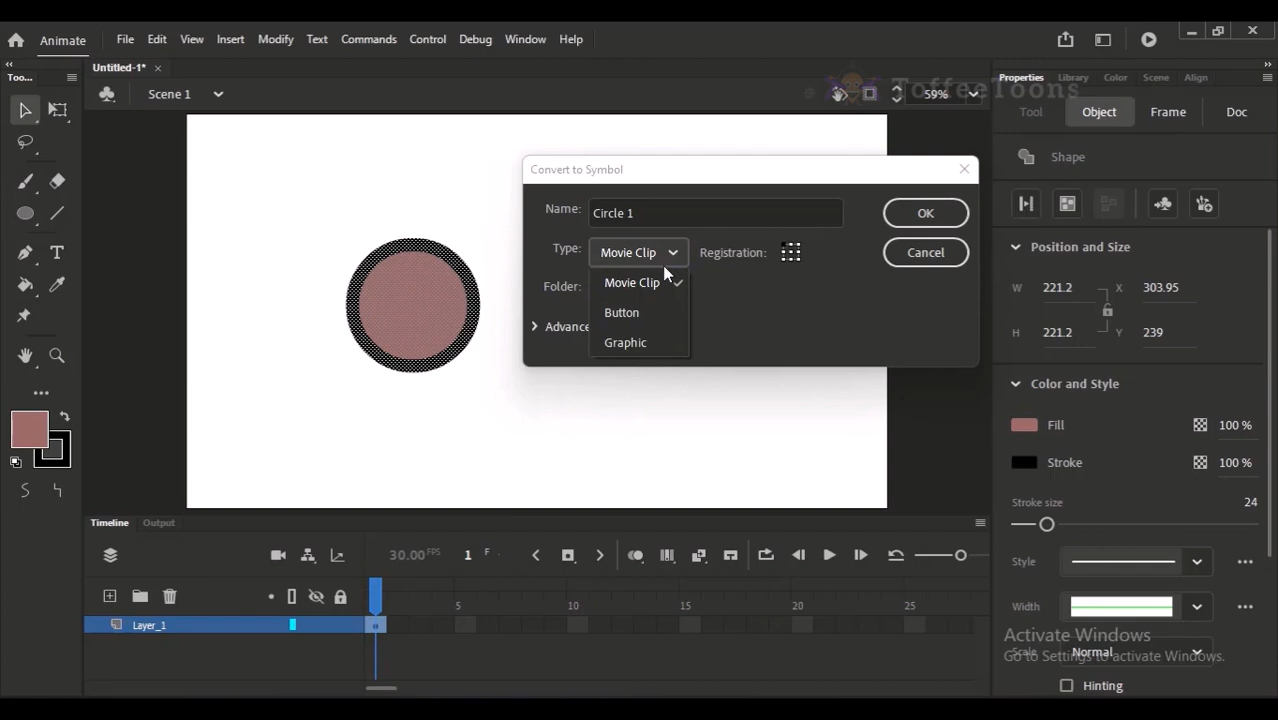 Animate File Edit View Insert Modify Text Commands Control Debug Window Help
Untitled-1* ×
Too...
Scene 1
ToffeeToons
59%
Properties Library Color Scene Align
Tool Object Frame Doc
Shape
Convert to Symbol
Name: Circle 1 OK
Type: Movie Clip Registration: Cancel
Movie Clip
Folder:
Button
Advance
Graphic
Position and Size
W 221.2 X 303.95
H 221.2 Y 239
Color and Style
Fill 100 %
Stroke 100 %
Stroke size 24
Style
Width
Scale Normal
Hinting
Activate Windows
Go to Settings to activate Windows.
Timeline Output
30.00 FPS 1 F
5 10 15 20 25
Layer_1